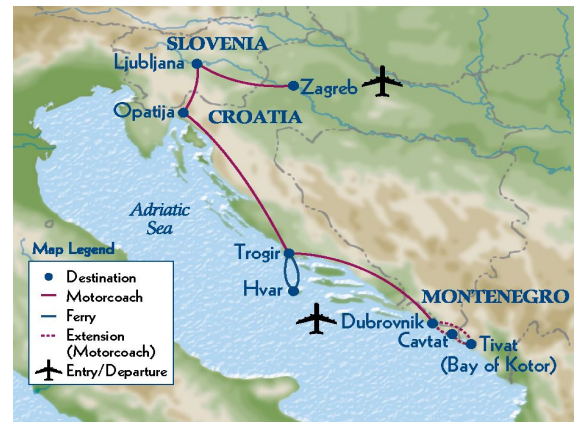 SLOVENIA
Ljubljana
Zagreb
Opatija
CROATIA
Adriatic
Sea
Map Legend
Destination
Motorcoach
Ferry
Extension
(Motorcoach)
Entry/Departure
Trogir
Hvar
MONTENEGRO
Dubrovnik
Cavtat
Tivat
(Bay of Kotor)